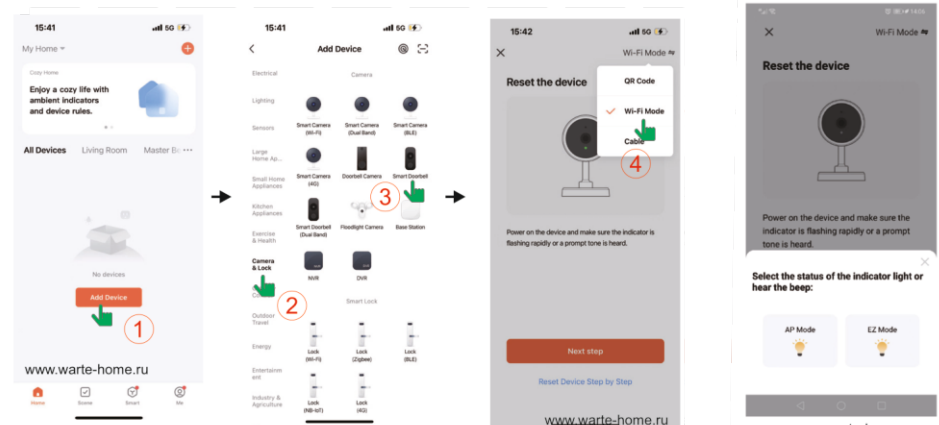 15:41
5G
My Home
Cozy Home
Enjoy a cozy life with
ambient indicators
and device rules.
All Devices Living Room Master Be
No devices
Add Device
1
www.warte-home.ru
Home Scene Smart Me
15:41
5G
Add Device
Electrical
Lighting
Sensors
Large
Home Ap...
Small Home
Appliances
Kitchen
Appliances
Exercise
& Health
Camera
& Lock
Outdoor
Travel
Energy
Entertainm
ent
Industry &
Agriculture
Camera
Smart Camera
(Wi-Fi)
Smart Camera
(Dual Band)
Smart Camera
(BLE)
Smart Camera
(4G)
Doorbell Camera
Smart Doorbell
3
Smart Doorbell
(Dual Band)
Floodlight Camera
Base Station
NVR
DVR
2
Smart Lock
Lock
(Wi-Fi)
Lock
(Zigbee)
Lock
(BLE)
Lock
(NB-IoT)
Lock
(4G)
15:42
5G
Wi-Fi Mode
QR Code
Wi-Fi Mode
Cable
4
Reset the device
Power on the device and make sure the indicator is
flashing rapidly or a prompt tone is heard.
Next step
Reset Device Step by Step
www.warte-home.ru
Wi-Fi Mode
Reset the device
Power on the device and make sure the
indicator is flashing rapidly or a prompt
tone is heard.
Select the status of the indicator light or
hear the beep:
AP Mode
EZ Mode